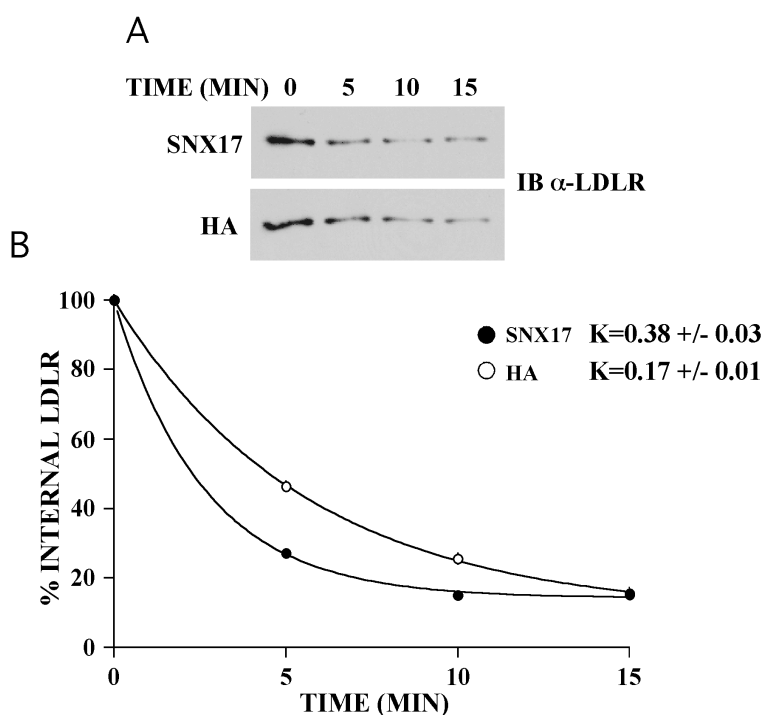 A
TIME (MIN) 0 5 10 15
SNX17
IB α-LDLR
HA
B
100
80
60
40
20
0
% INTERNAL LDLR
SNX17 K=0.38 +/- 0.03
HA K=0.17 +/- 0.01
0 5 10 15
TIME (MIN)